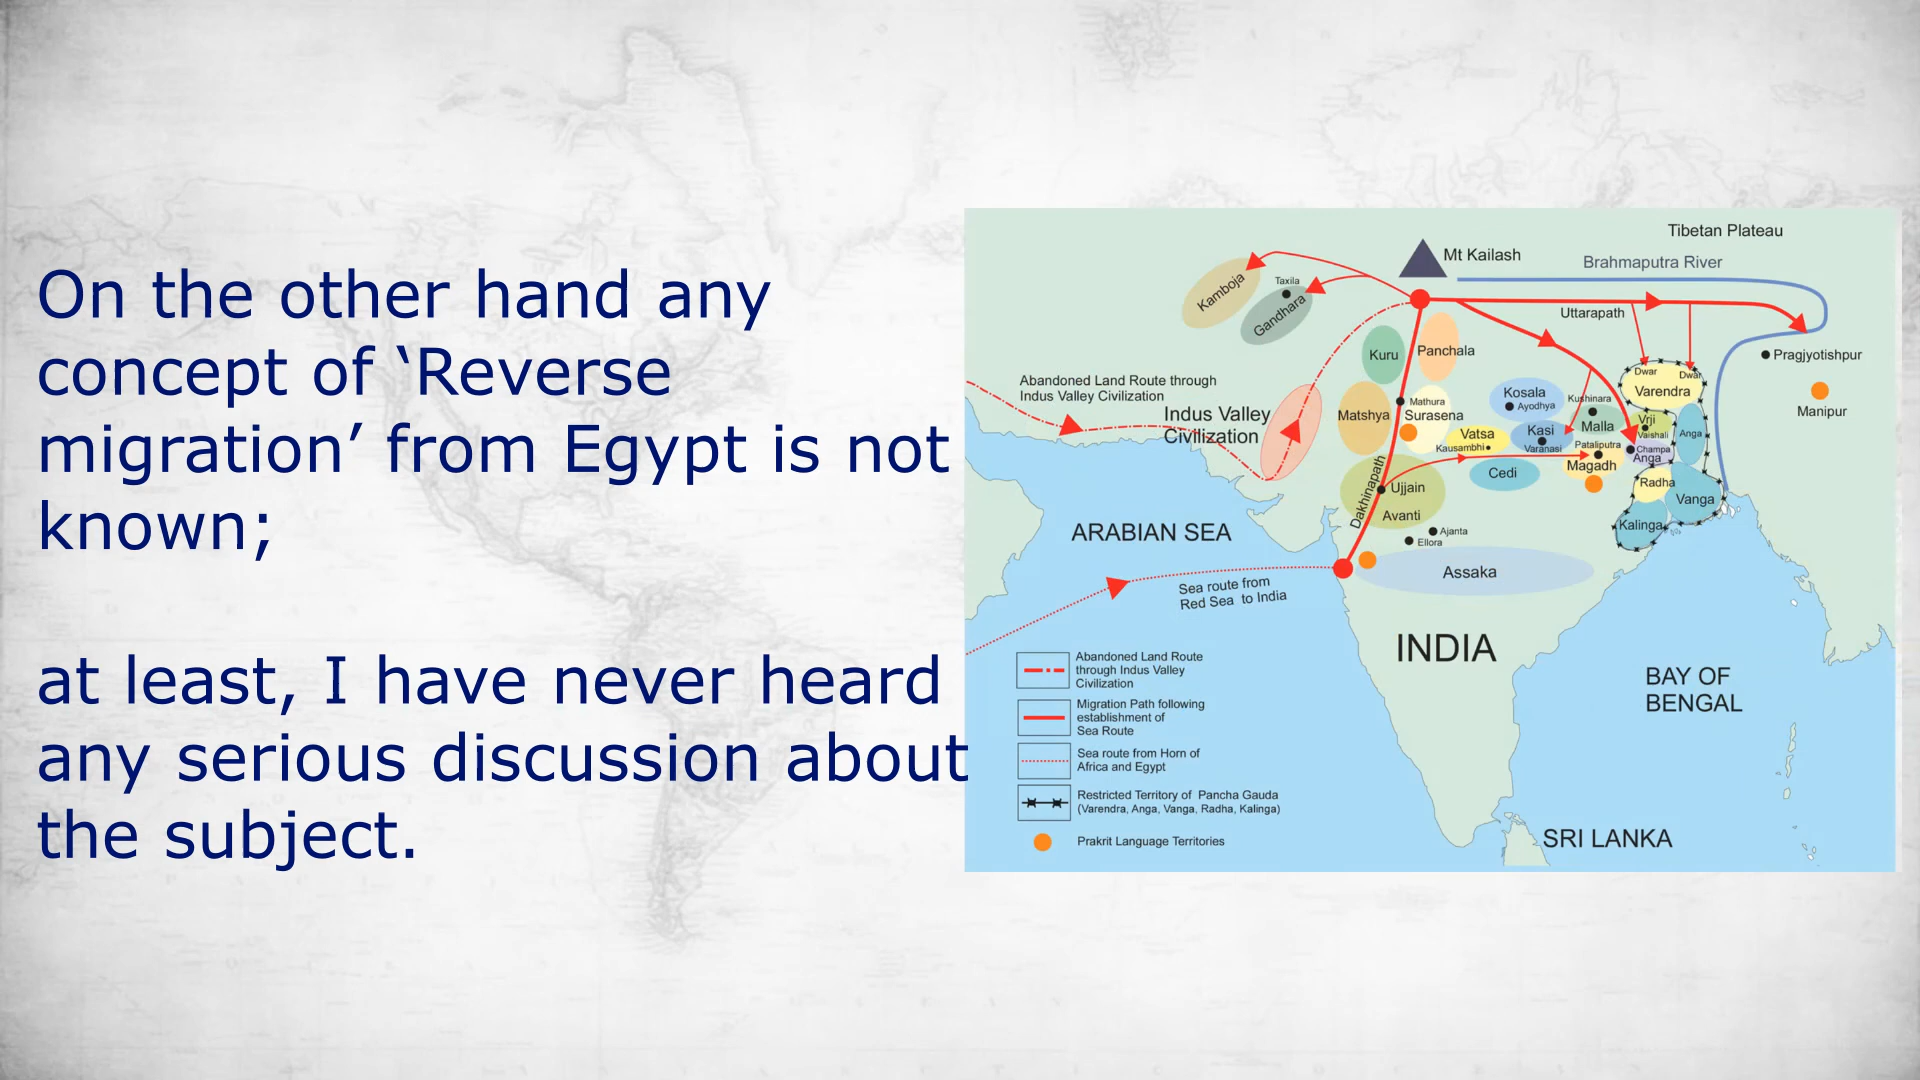 On the other hand any
concept of ‘Reverse
migration’ from Egypt is not
known;
at least, I have never heard
any serious discussion about
the subject.
Tibetan Plateau
Mt Kailash
Brahmaputra River
Kamboja
Taxila
Gandhara
Uttarapath
Kuru
Panchala
Pragjyotishpur
Manipur
Abandoned Land Route through
Indus Valley Civilization
Indus Valley
Civilization
Matshya
Mathura
Surasena
Kosala
Ayodhya
Kushinara
Malla
Dwar
Dwar
Varendra
Vatsa
Kausambhi
Kasi
Varanasi
Vrji
Vaishali
Anga
Pataliputra
Magadh
Champa
Anga
Cedi
Radha
Vanga
Kalinga
Dakhinapath
Ujjain
Avanti
Ajanta
Ellora
Assaka
ARABIAN SEA
Sea route from
Red Sea to India
INDIA
BAY OF
BENGAL
SRI LANKA
Abandoned Land Route
through Indus Valley
Civilization
Migration Path following
establishment of
Sea Route
Sea route from Horn of
Africa and Egypt
Restricted Territory of Pancha Gauda
(Varendra, Anga, Vanga, Radha, Kalinga)
Prakrit Language Territories